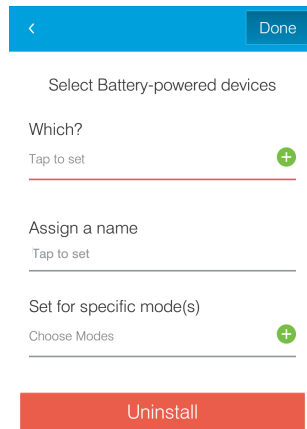 Done
Select Battery-powered devices
Which?
Tap to set
Assign a name
Tap to set
Set for specific mode(s)
Choose Modes
Uninstall